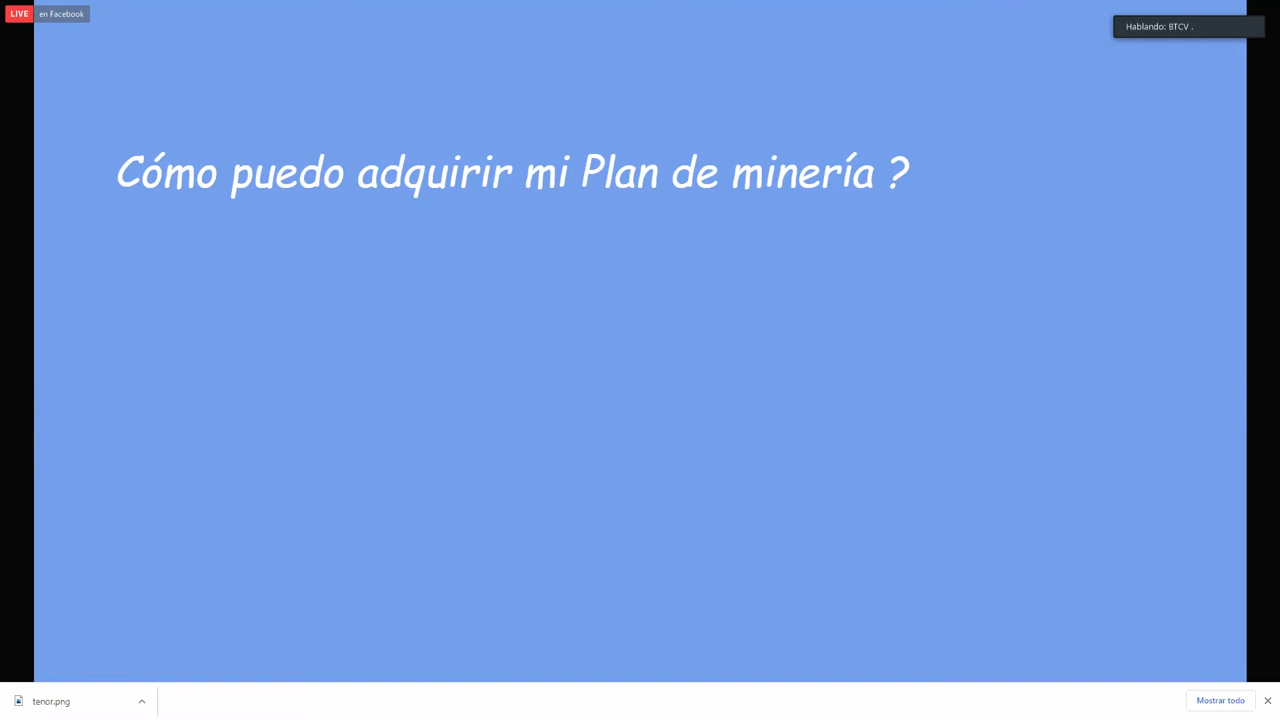 LIVE en Facebook
Hablando: BTCV .
Cómo puedo adquirir mi Plan de minería ?
tenor.png
Mostrar todo